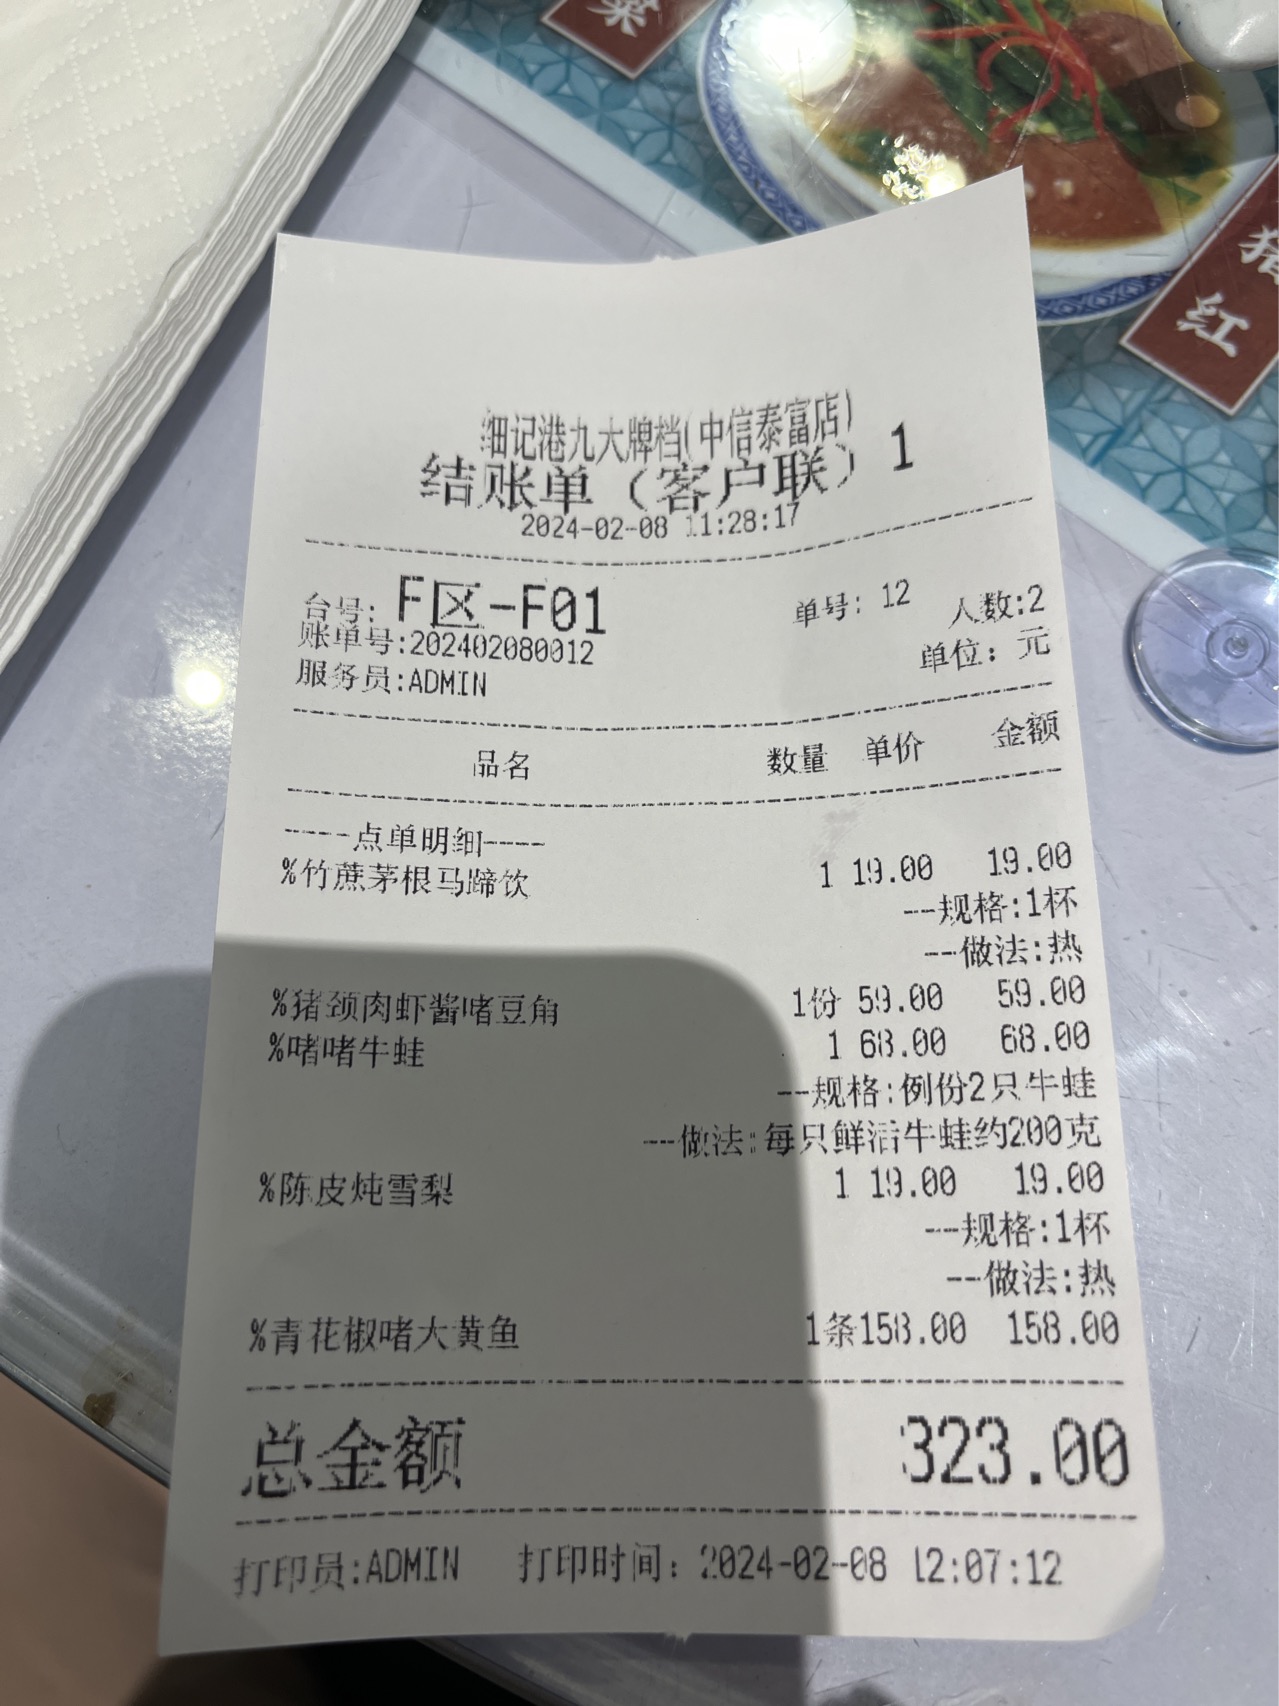 菜
猪
红
细记港九大牌档(中信泰富店)
结账单（客户联） 1
2024-02-08 11:28:17
台号: F区-F01 单号: 12 人数:2
账单号:202402080012 单位: 元
服务员:ADMIN
品名 数量 单价 金额
-----点单明细----
%竹蔗茅根马蹄饮 1 19.00 19.00
--规格:1杯
--做法:热
%猪颈肉虾酱啫豆角 1份 59.00 59.00
%啫啫牛蛙 1 68.00 68.00
--规格:例份2只牛蛙
--做法:每只鲜活牛蛙约200克
%陈皮炖雪梨 1 19.00 19.00
--规格:1杯
--做法:热
%青花椒啫大黄鱼 1条158.00 158.00
总金额 323.00
打印员:ADMIN 打印时间: 2024-02-08 12:07:12